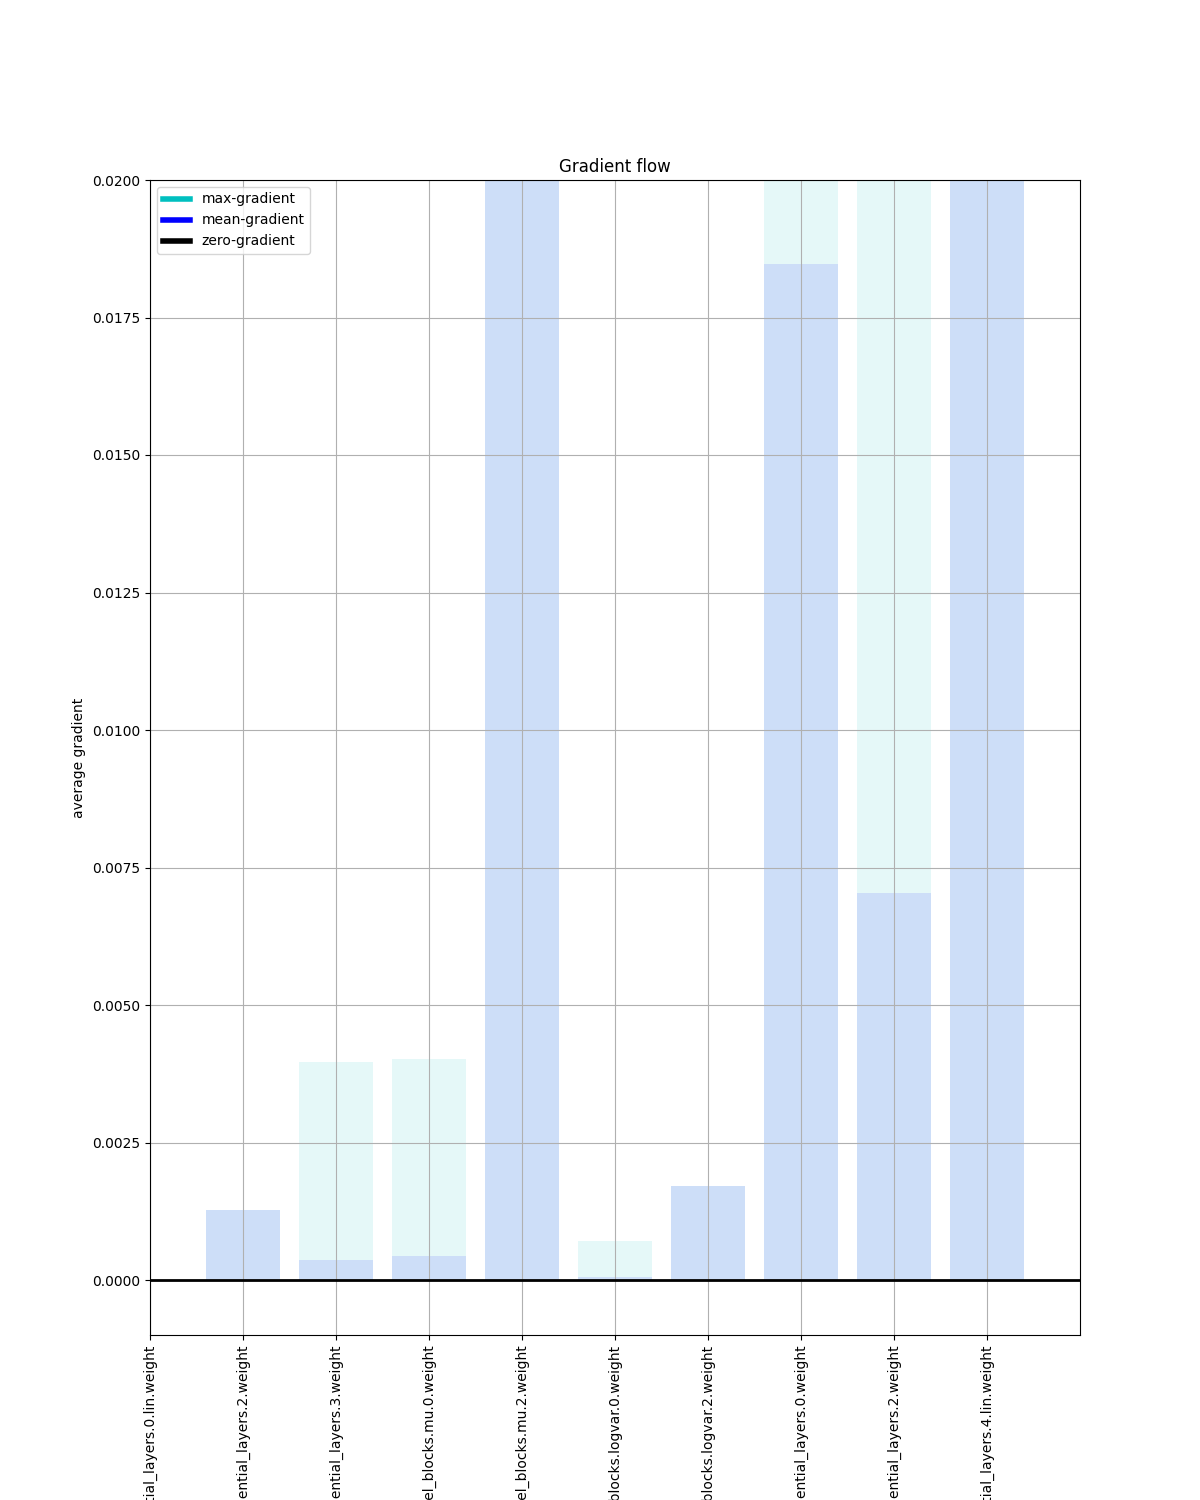 Gradient flow
max-gradient
mean-gradient
zero-gradient
0.0200
0.0175
0.0150
0.0125
0.0100
0.0075
0.0050
0.0025
0.0000
average gradient
tial_layers.0.lin.weight
ential_layers.2.weight
ential_layers.3.weight
el_blocks.mu.0.weight
el_blocks.mu.2.weight
blocks.logvar.0.weight
blocks.logvar.2.weight
ential_layers.0.weight
ential_layers.2.weight
tial_layers.4.lin.weight